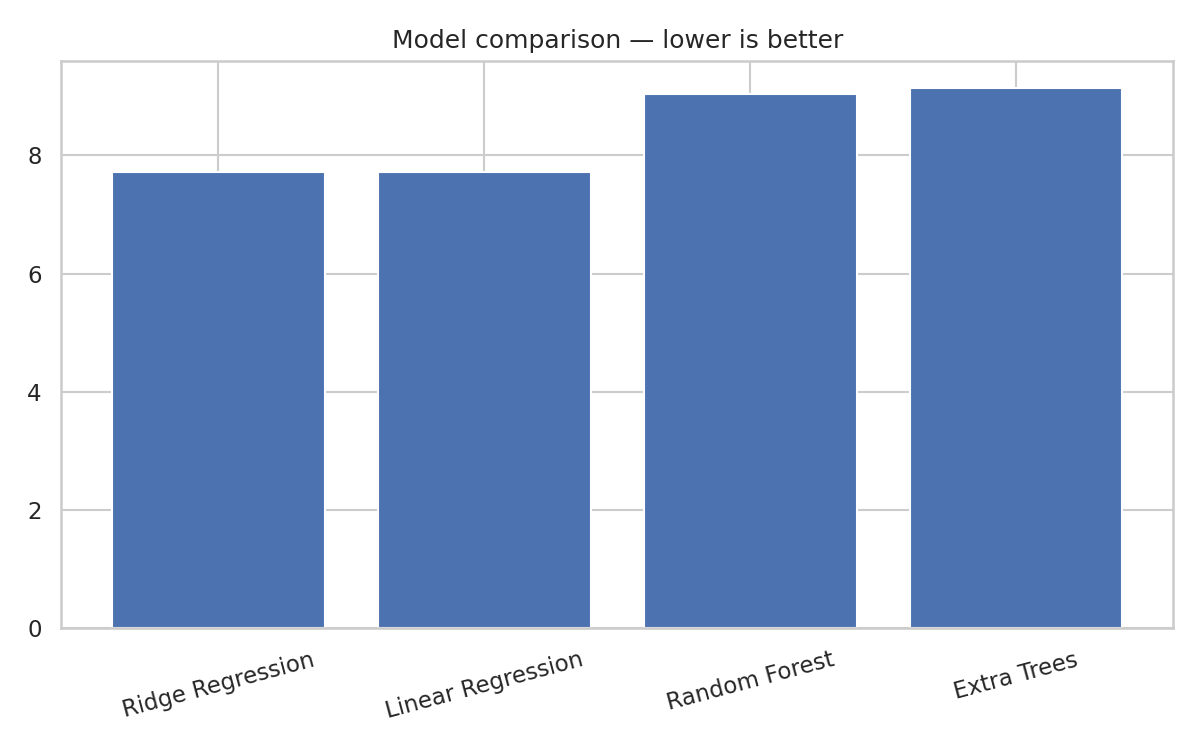 Model comparison — lower is better
8
6
4
2
0
Ridge Regression
Linear Regression
Random Forest
Extra Trees